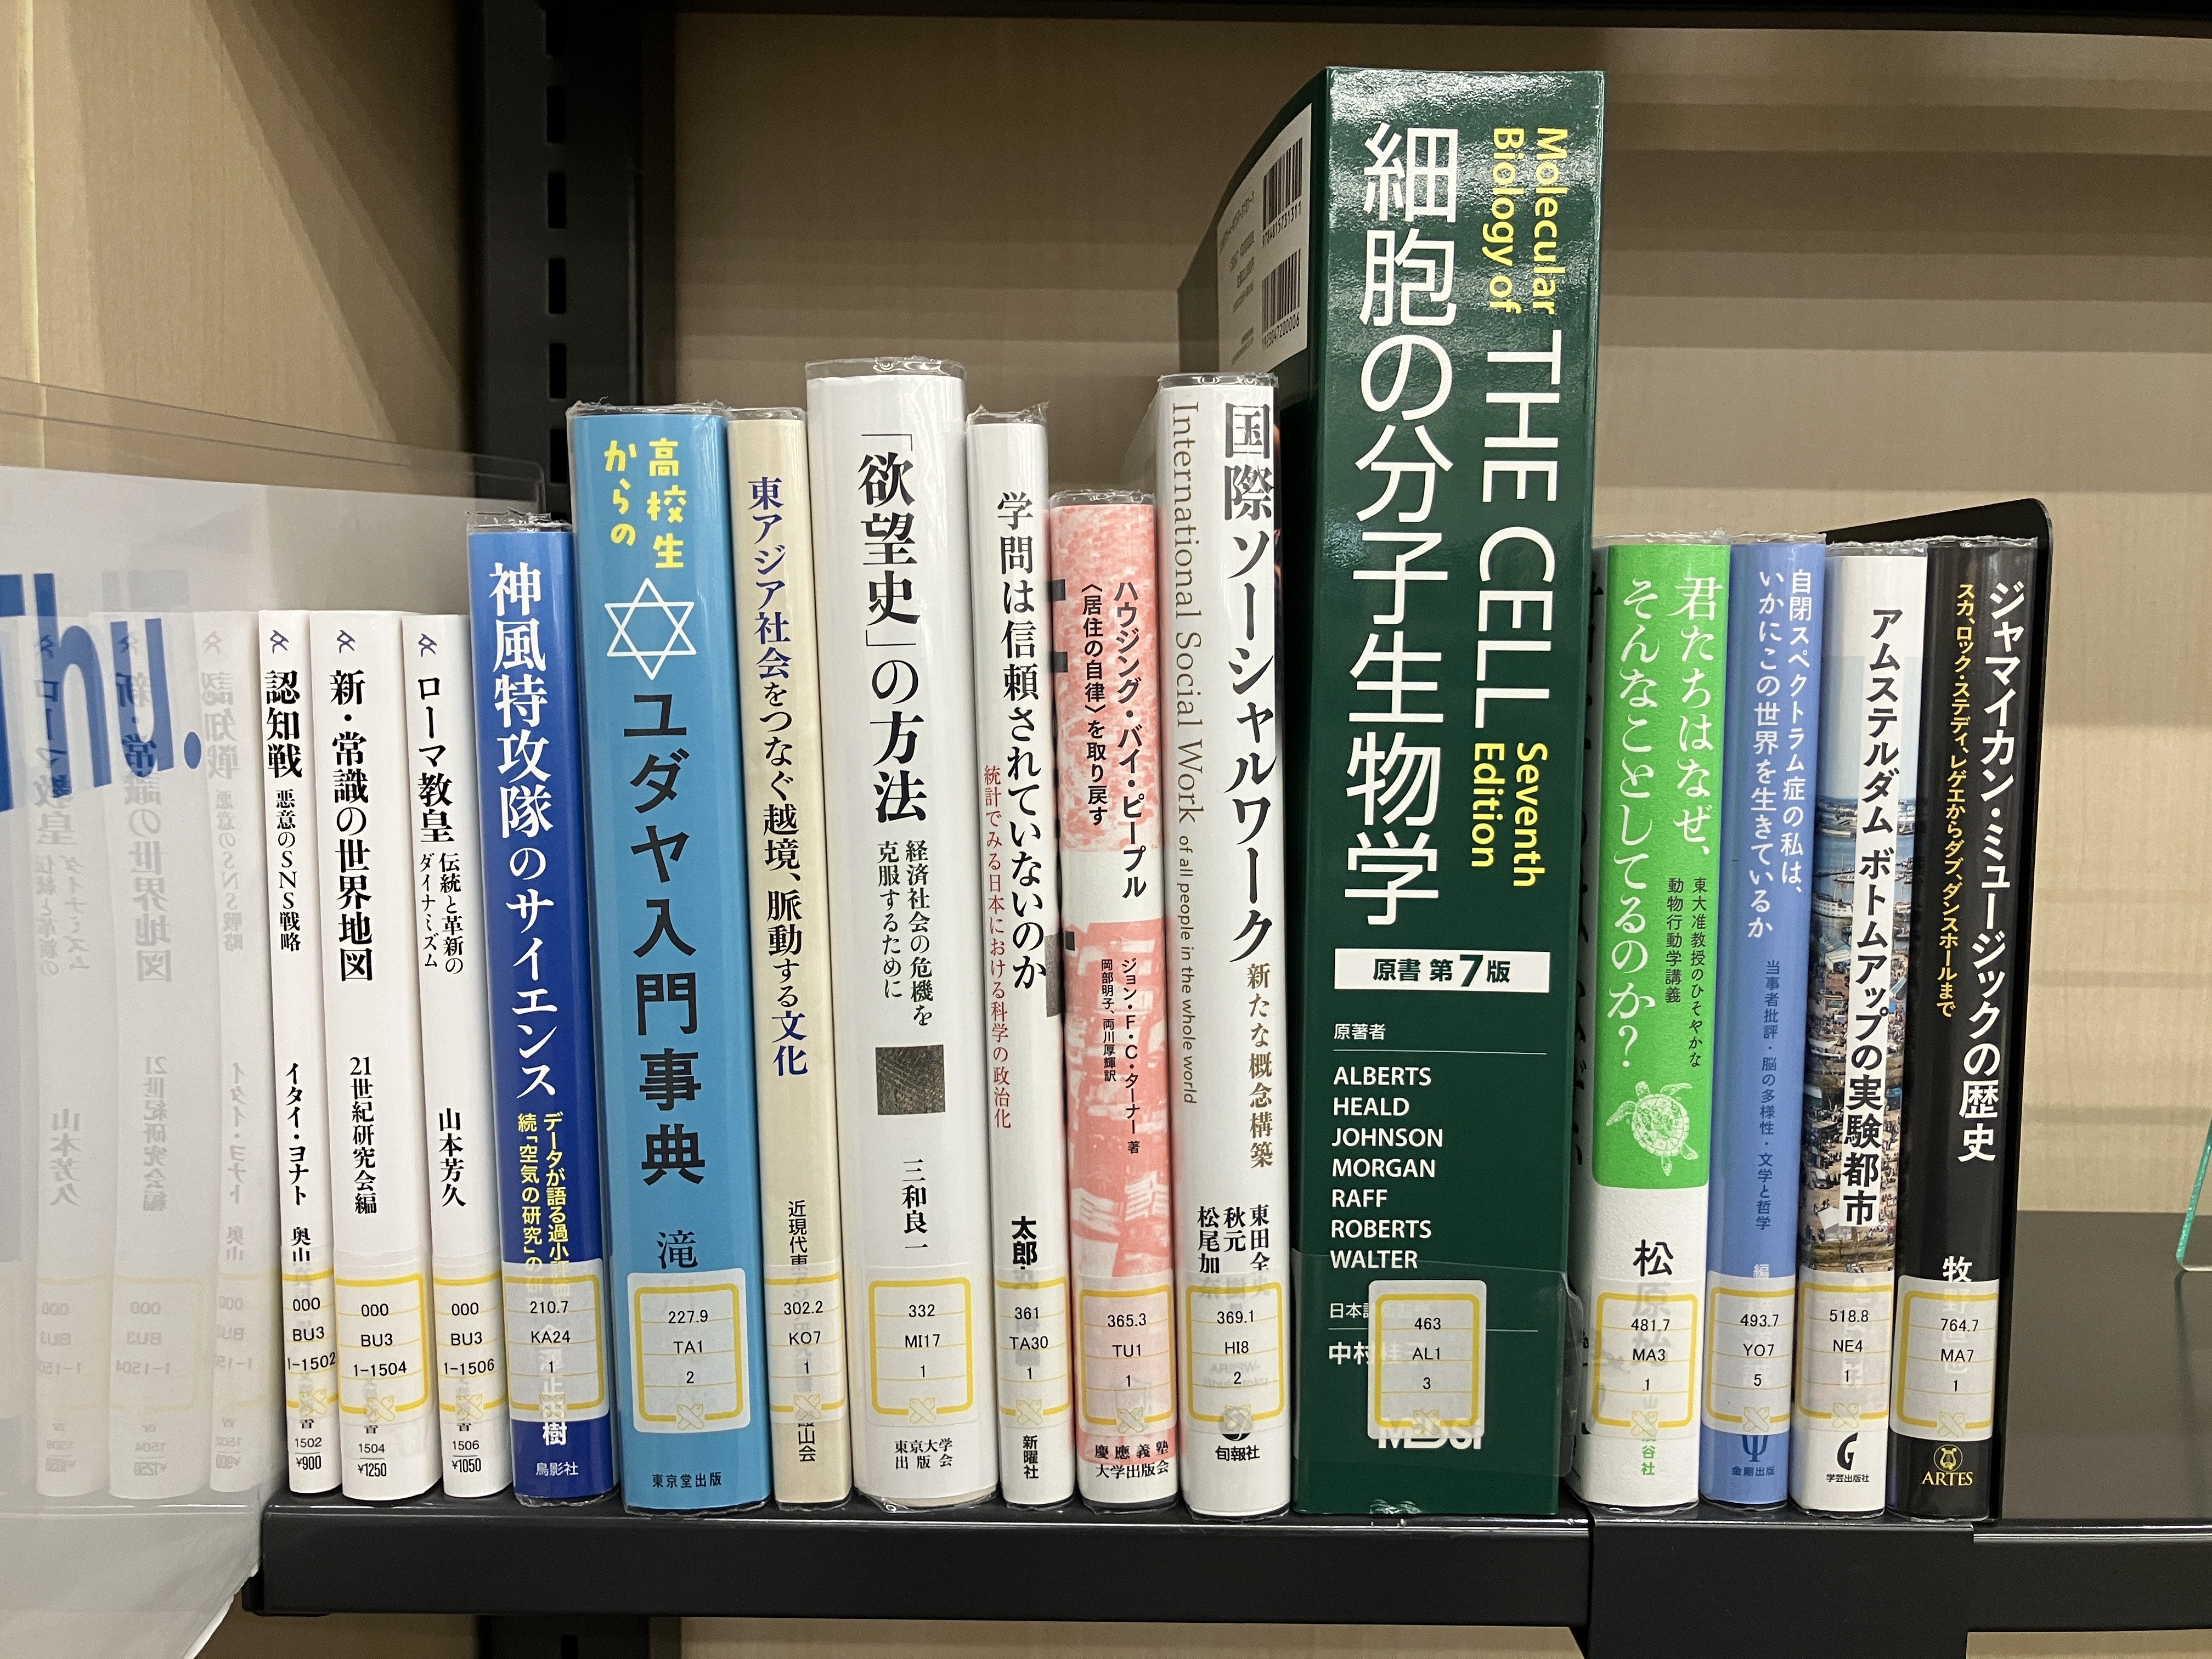 認知戦
悪意のSNS戦略
イタイ・ヨナト
奥山
000
BU3
1-1502
1502
¥900
新・常識の世界地図
21世紀研究会編
000
BU3
1-1504
1504
¥1250
ローマ教皇
伝統と革新の
ダイナミズム
山本芳久
000
BU3
1-1506
1506
¥1050
神風特攻隊のサイエンス
データが語る過小評価
続「空気の研究」の
210.7
KA24
1
樹
鳥影社
高校生
からの
ユダヤ入門事典
滝
227.9
TA1
2
東京堂出版
東アジア社会をつなぐ越境、脈動する文化
近現代東
302.2
KO7
1
霞山会
「欲望史」の方法
経済社会の危機を
克服するために
三和良一
332
MI17
1
東京大学
出版会
学問は信頼されていないのか
統計でみる日本における科学の政治化
太郎丸
361
TA30
1
新曜社
ハウジング・バイ・ピープル
〈居住の自律〉を取り戻す
ジョン・F・C・ターナー 著
岡部明子、両川厚輝訳
365.3
TU1
1
慶應義塾
大学出版会
国際ソーシャルワーク
新たな概念構築
International Social Work of all people in the whole world
東田全央
秋元樹
松尾加奈
369.1
HI8
2
旬報社
9784815731311
1923047200006
Molecular
Biology of
THE CELL
Seventh
Edition
細胞の分子生物学
原書 第7版
原著者
ALBERTS
HEALD
JOHNSON
MORGAN
RAFF
ROBERTS
WALTER
日本語
中村桂子
463
AL1
3
君たちはなぜ、
そんなことしてるのか?
東大准教授のひそやかな
動物行動学講義
松原始
481.7
MA3
1
自閉スペクトラム症の私は、
いかにこの世界を生きているか
当事者批評・脳の多様性・文学と哲学
編
493.7
YO7
5
金剛出版
アムステルダム ボトムアップの実験都市
518.8
NE4
1
学芸出版社
ジャマイカン・ミュージックの歴史
スカ、ロック・ステディ、レゲエからダブ、ダンスホールまで
牧野
764.7
MA7
1
ARTES